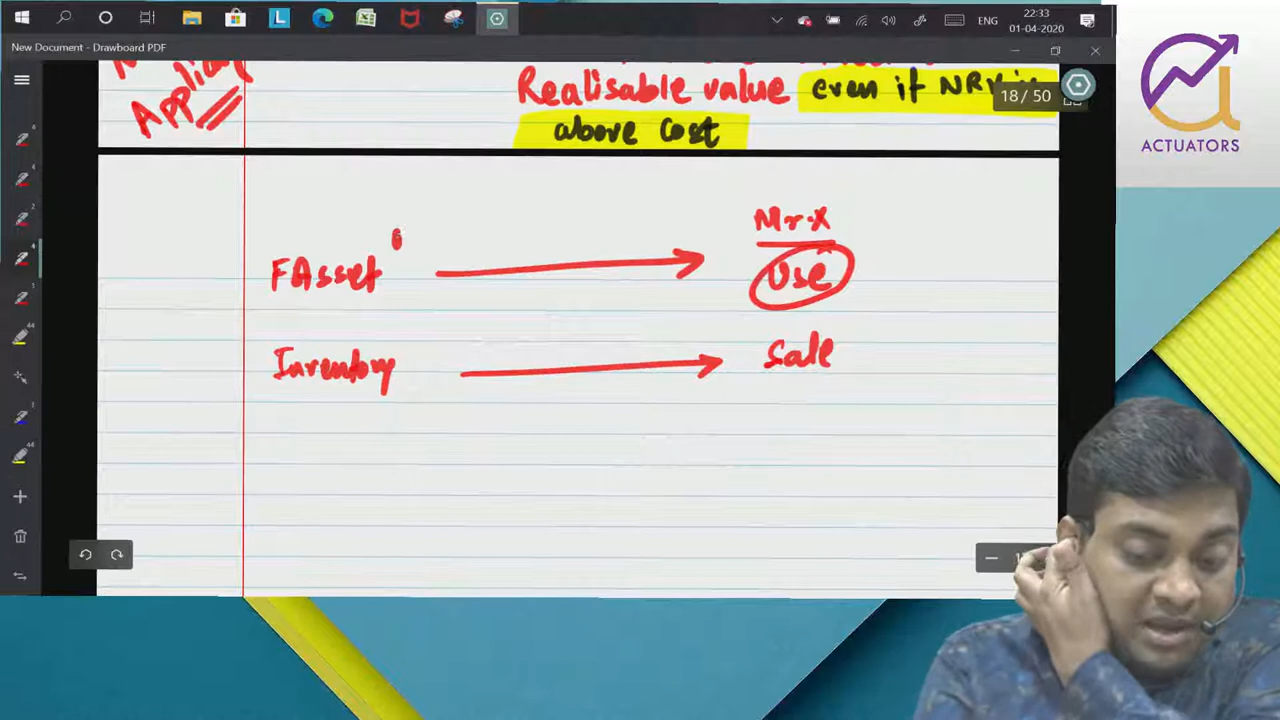 22:33
ENG
01-04-2020
New Document - Drawboard PDF
Realisable value even if NRV is
18 / 50
above cost
ACTUATORS
Mr. X
FAsset
Use
Inventory
Sale